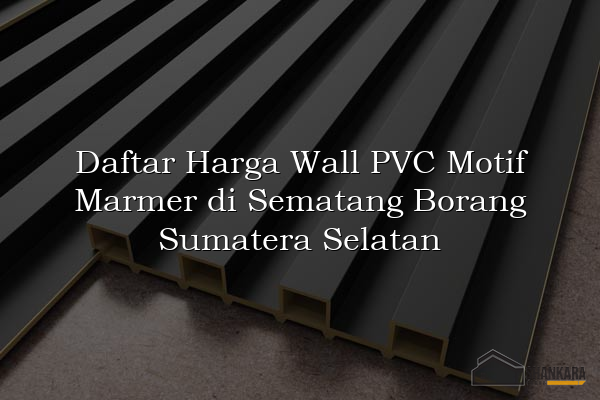 Daftar Harga Wall PVC Motif
Marmer di Sematang Borang
Sumatera Selatan